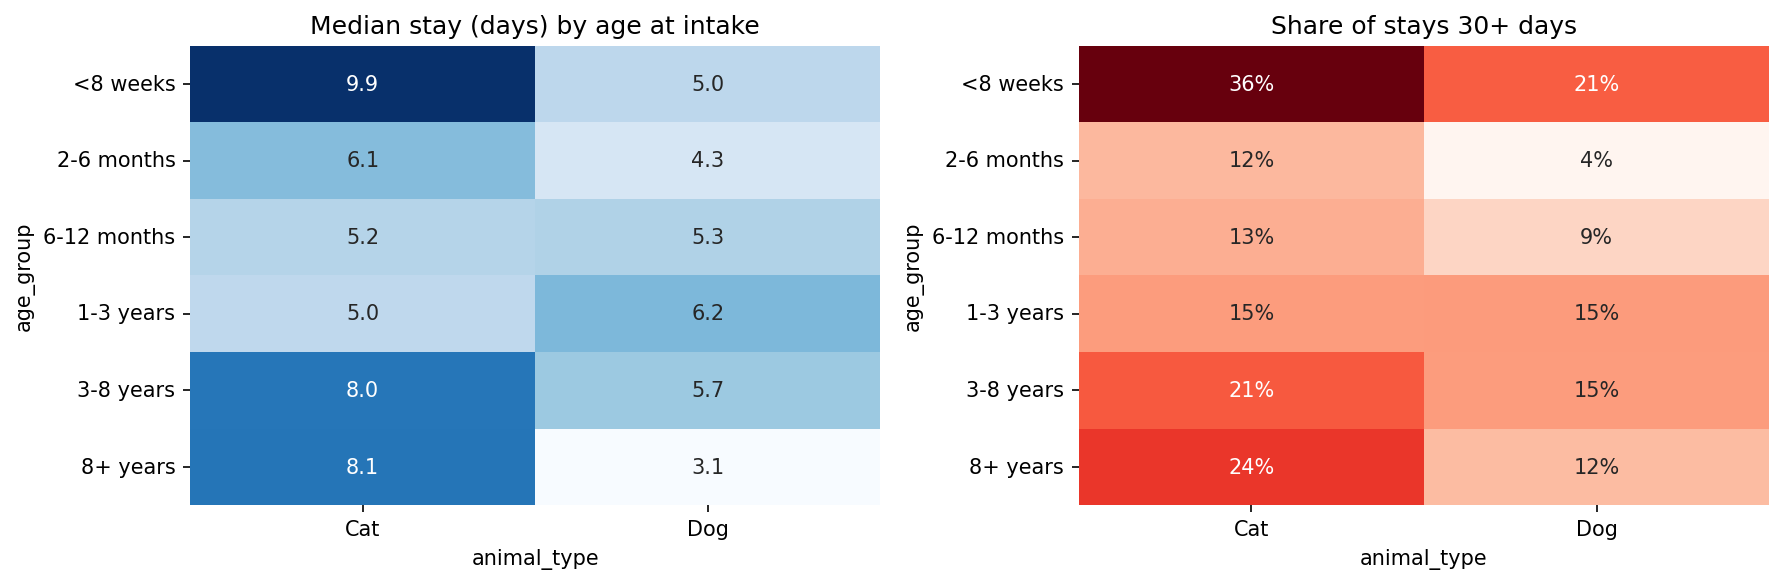 Median stay (days) by age at intake
age_group
<8 weeks 9.9 5.0
2-6 months 6.1 4.3
6-12 months 5.2 5.3
1-3 years 5.0 6.2
3-8 years 8.0 5.7
8+ years 8.1 3.1
Cat Dog
animal_type
Share of stays 30+ days
age_group
<8 weeks 36% 21%
2-6 months 12% 4%
6-12 months 13% 9%
1-3 years 15% 15%
3-8 years 21% 15%
8+ years 24% 12%
Cat Dog
animal_type